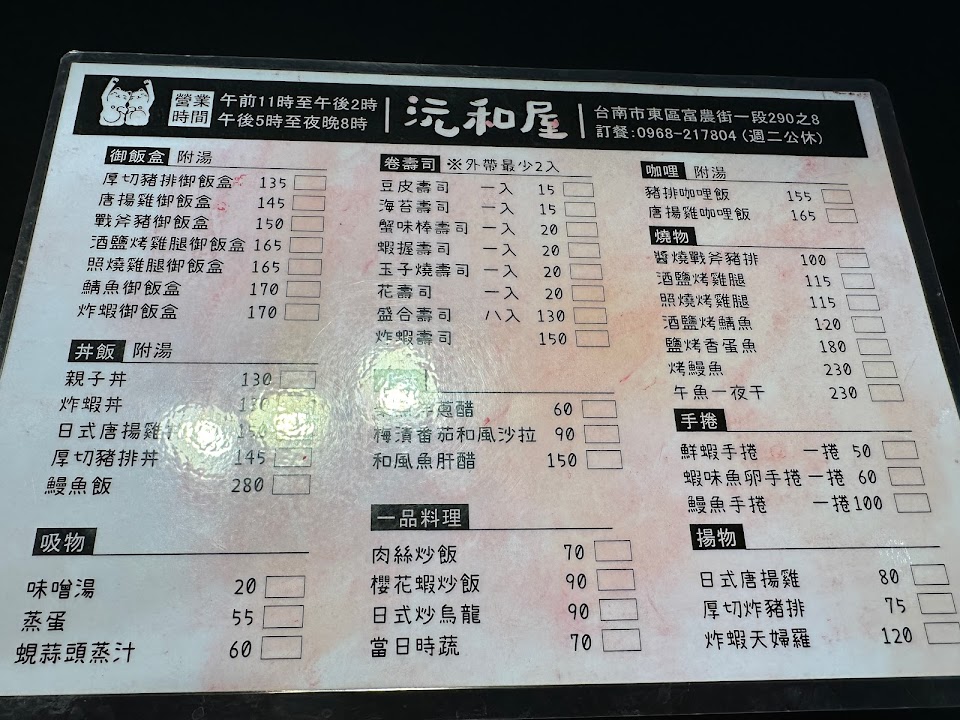 營業時間
午前11時至午後2時
午後5時至夜晚8時
沅和屋
台南市東區富農街一段290之8
訂餐:0968-217804(週二公休)
御飯盒 附湯
厚切豬排御飯盒 135
唐揚雞御飯盒 145
戰斧豬御飯盒 150
酒鹽烤雞腿御飯盒 165
照燒雞腿御飯盒 165
鯖魚御飯盒 170
炸蝦御飯盒 170
丼飯 附湯
親子丼 130
炸蝦丼
日式唐揚雞
厚切豬排丼 145
鰻魚飯 280
吸物
味噌湯 20
蒸蛋 55
蜆蒜頭蒸汁 60
卷壽司 ※外帶最少2入
豆皮壽司 一入 15
海苔壽司 一入 15
蟹味棒壽司 一入 20
蝦握壽司 一入 20
玉子燒壽司 一入 20
花壽司 一入 20
盛合壽司 八入 130
炸蝦壽司 150
蔥醋 60
梅漬番茄和風沙拉 90
和風魚肝醋 150
一品料理
肉絲炒飯 70
櫻花蝦炒飯 90
日式炒烏龍 90
當日時蔬 70
咖哩 附湯
豬排咖哩飯 155
唐揚雞咖哩飯 165
燒物
醬燒戰斧豬排 100
酒鹽烤雞腿 115
照燒烤雞腿 115
酒鹽烤鯖魚 120
鹽烤香蛋魚 180
烤鰻魚 230
午魚一夜干 230
手捲
鮮蝦手捲 一捲 50
蝦味魚卵手捲 一捲 60
鰻魚手捲 一捲 100
揚物
日式唐揚雞 80
厚切炸豬排 75
炸蝦天婦羅 120